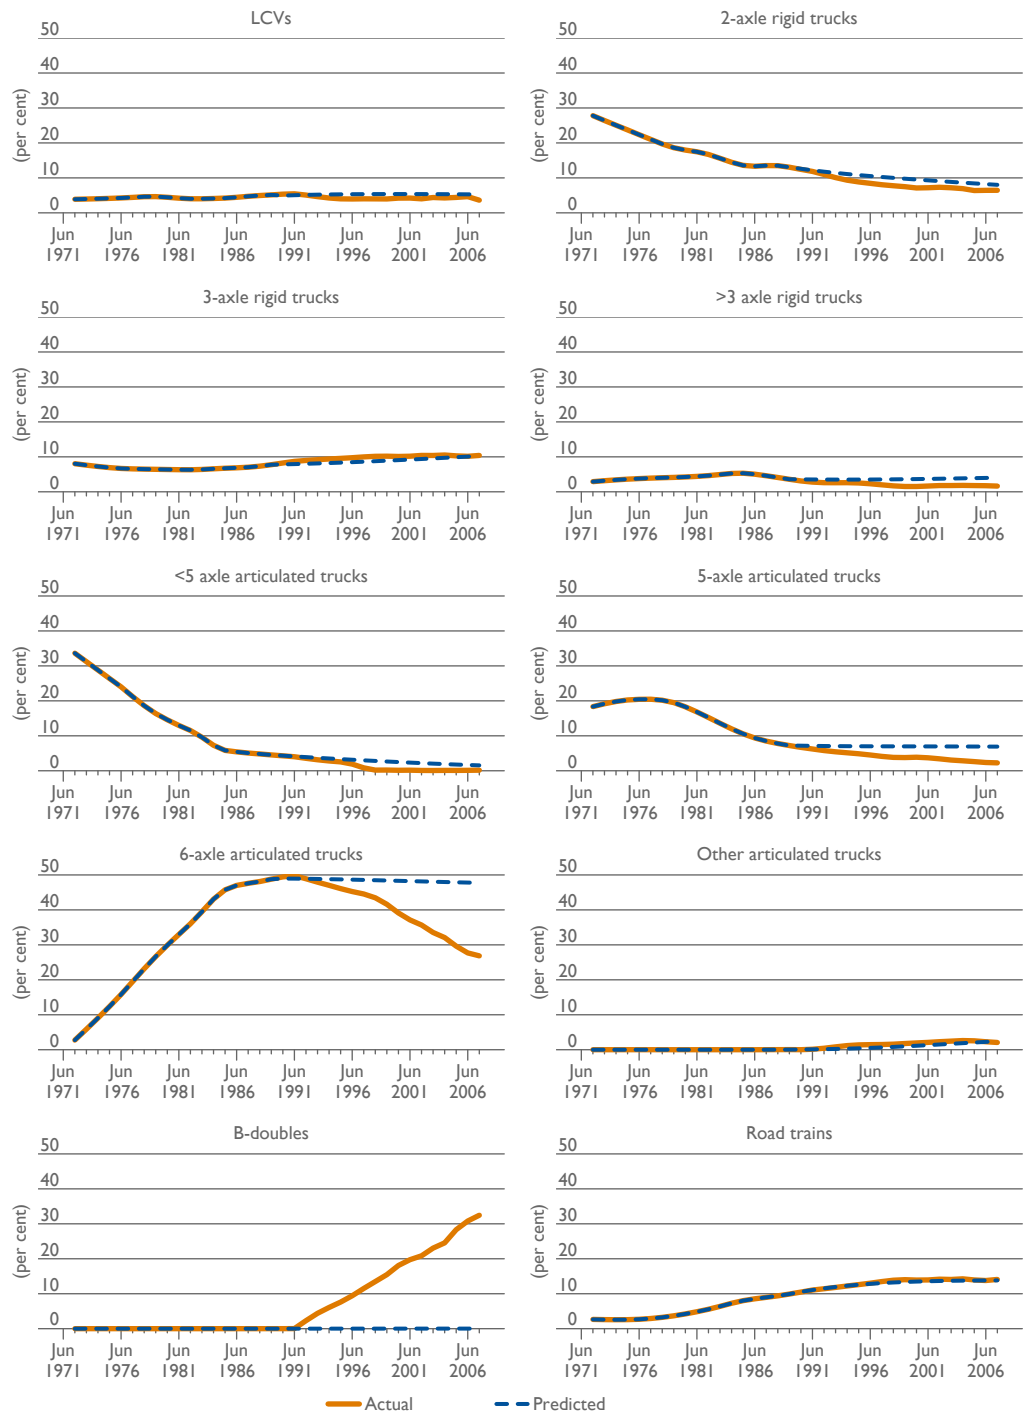 LCVs
50
40
30
20
10
0
(per cent)
Jun Jun Jun Jun Jun Jun Jun Jun
1971 1976 1981 1986 1991 1996 2001 2006
2-axle rigid trucks
50
40
30
20
10
0
(per cent)
Jun Jun Jun Jun Jun Jun Jun Jun
1971 1976 1981 1986 1991 1996 2001 2006
3-axle rigid trucks
50
40
30
20
10
0
(per cent)
Jun Jun Jun Jun Jun Jun Jun Jun
1971 1976 1981 1986 1991 1996 2001 2006
>3 axle rigid trucks
50
40
30
20
10
0
(per cent)
Jun Jun Jun Jun Jun Jun Jun Jun
1971 1976 1981 1986 1991 1996 2001 2006
<5 axle articulated trucks
50
40
30
20
10
0
(per cent)
Jun Jun Jun Jun Jun Jun Jun Jun
1971 1976 1981 1986 1991 1996 2001 2006
5-axle articulated trucks
50
40
30
20
10
0
(per cent)
Jun Jun Jun Jun Jun Jun Jun Jun
1971 1976 1981 1986 1991 1996 2001 2006
6-axle articulated trucks
50
40
30
20
10
0
(per cent)
Jun Jun Jun Jun Jun Jun Jun Jun
1971 1976 1981 1986 1991 1996 2001 2006
Other articulated trucks
50
40
30
20
10
0
(per cent)
Jun Jun Jun Jun Jun Jun Jun Jun
1971 1976 1981 1986 1991 1996 2001 2006
B-doubles
50
40
30
20
10
0
(per cent)
Jun Jun Jun Jun Jun Jun Jun Jun
1971 1976 1981 1986 1991 1996 2001 2006
Road trains
50
40
30
20
10
0
(per cent)
Jun Jun Jun Jun Jun Jun Jun Jun
1971 1976 1981 1986 1991 1996 2001 2006
Actual Predicted